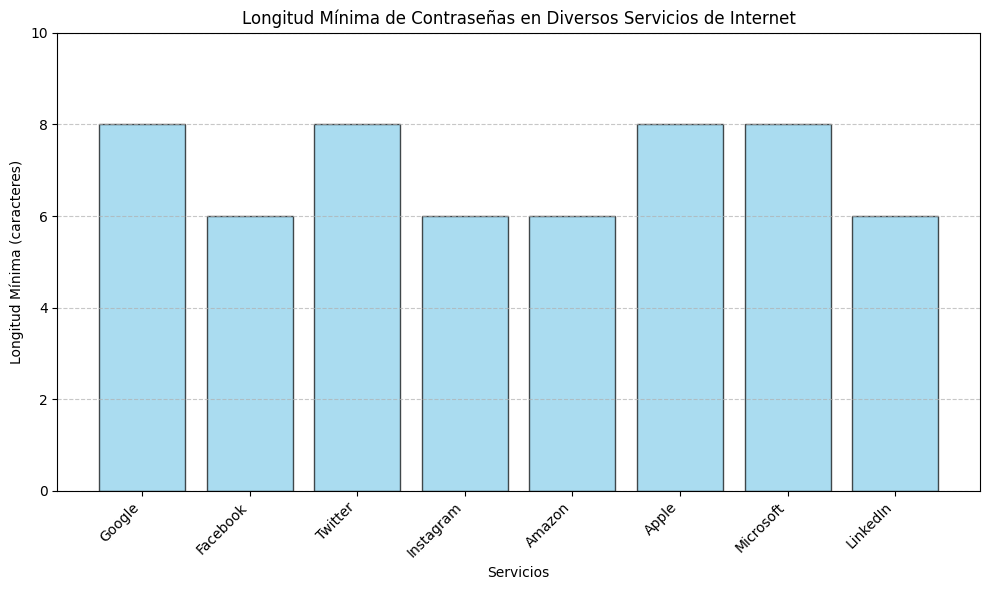 Longitud Mínima de Contraseñas en Diversos Servicios de Internet
Longitud Mínima (caracteres)
10
8
6
4
2
0
Google
Facebook
Twitter
Instagram
Amazon
Apple
Microsoft
LinkedIn
Servicios